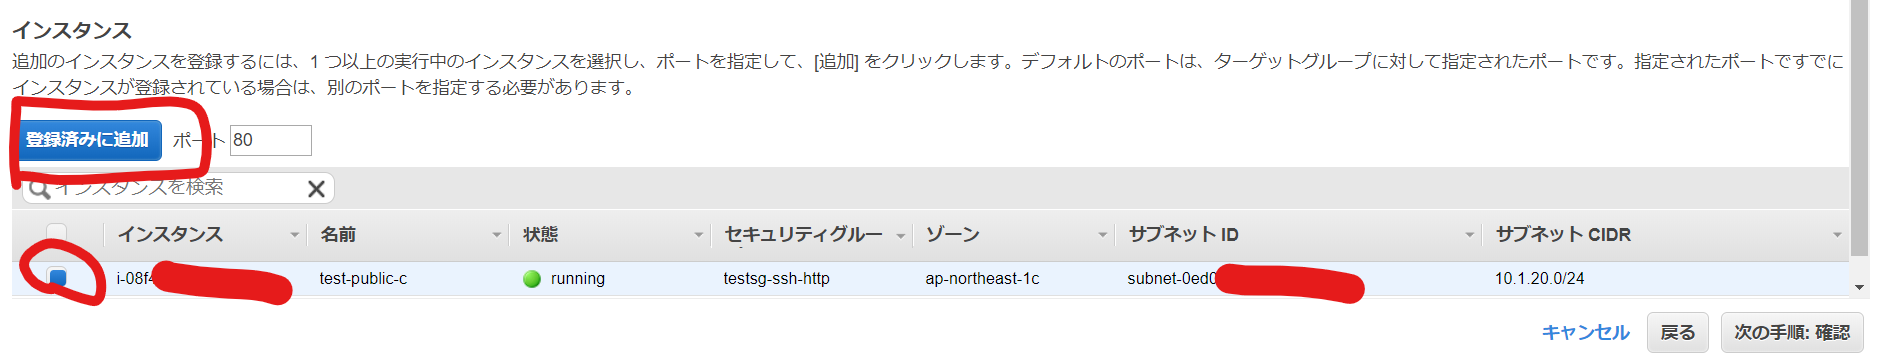 インスタンス
追加のインスタンスを登録するには、1 つ以上の実行中のインスタンスを選択し、ポートを指定して、[追加] をクリックします。デフォルトのポートは、ターゲットグループに対して指定されたポートです。指定されたポートですでに
インスタンスが登録されている場合は、別のポートを指定する必要があります。
登録済みに追加 ポート 80
インスタンスを検索
インスタンス 名前 状態 セキュリティグルー ゾーン サブネット ID サブネット CIDR
i-08f4 test-public-c running testsg-ssh-http ap-northeast-1c subnet-0ed0 10.1.20.0/24
キャンセル 戻る 次の手順: 確認